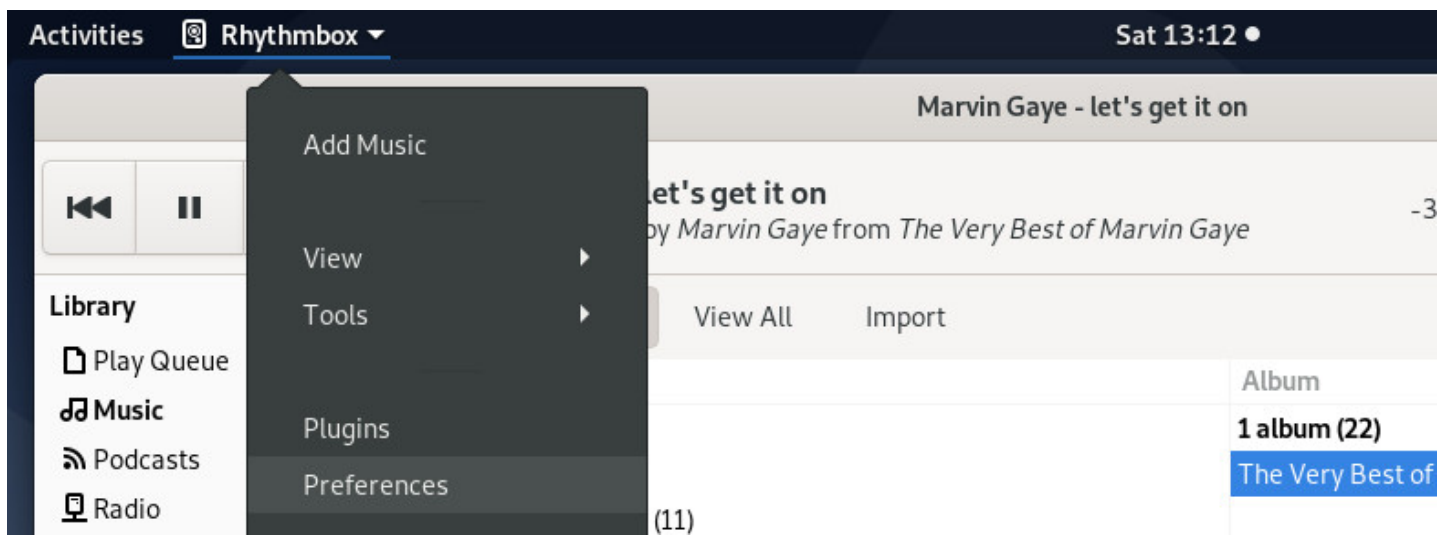 Activities Rhythmbox Sat 13:12
Marvin Gaye - let's get it on
Add Music
let's get it on
by Marvin Gaye from The Very Best of Marvin Gaye
-3
View
Tools
View All Import
Library
Play Queue
Music
Podcasts
Radio
Plugins
Preferences
Album
1 album (22)
The Very Best of
(11)